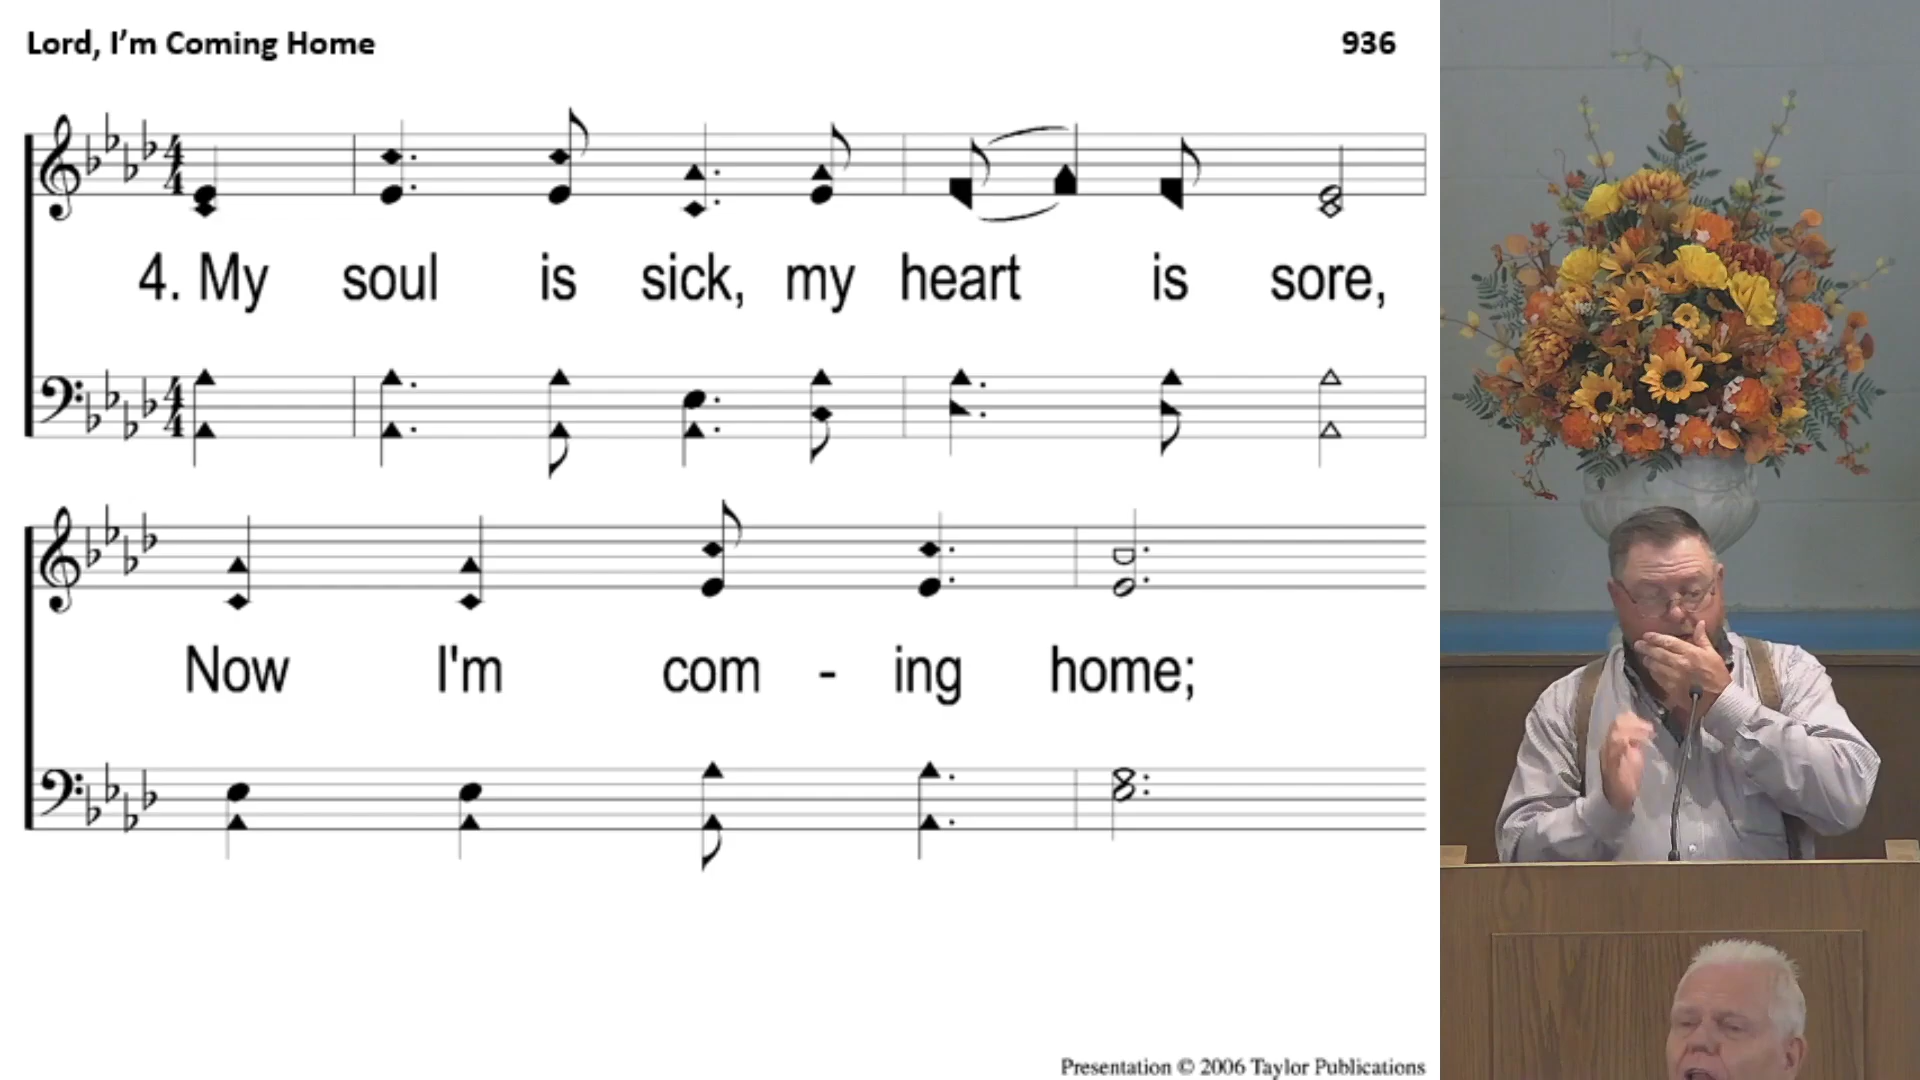 Lord, I’m Coming Home 936
4. My soul is sick, my heart is sore,
Now I'm com - ing home;
Presentation © 2006 Taylor Publications